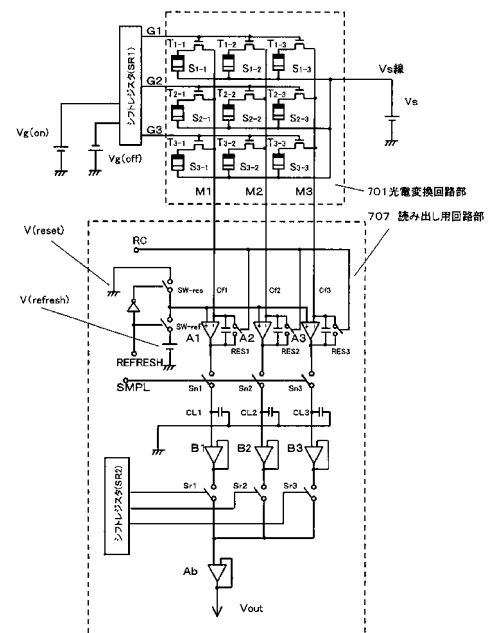 G1
T1-1 T1-2 T1-3
S1-1 S1-2 S1-3
Vs線
シフトレジスタ(SR1)
G2
T2-1 T2-2 T2-3
S2-1 S2-2 S2-3
Vs
Vg(on)
Vg(off)
G3
T3-1 T3-2 T3-3
S3-1 S3-2 S3-3
M1 M2 M3
701光電変換回路部
707 読み出し用回路部
V(reset)
RC
SW-res
Cf1 Cf2 Cf3
V(refresh)
SW-ref
A1 A2 A3
RES1 RES2 RES3
REFRESH
SMPL
Sn1 Sn2 Sn3
CL1 CL2 CL3
B1 B2 B3
シフトレジスタ(SR2)
Sr1 Sr2 Sr3
Ab
Vout